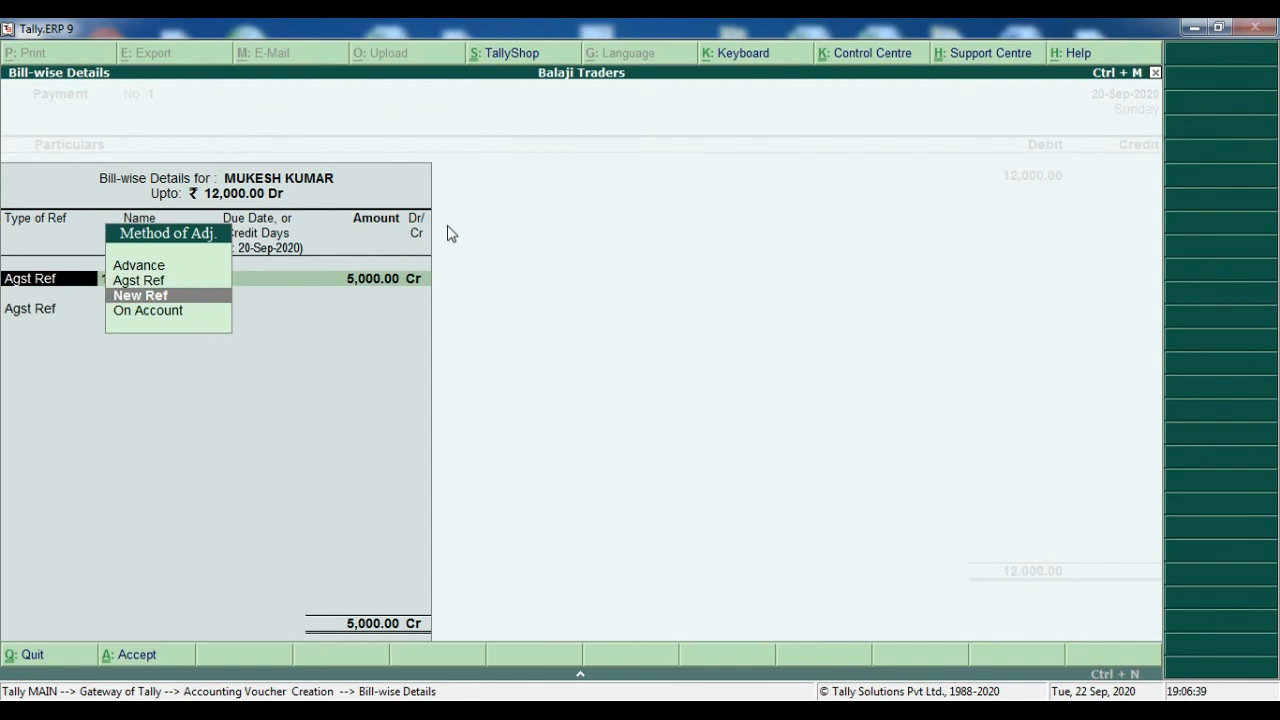 Tally.ERP 9
P: Print E: Export M: E-Mail O: Upload S: TallyShop G: Language K: Keyboard K: Control Centre H: Support Centre H: Help
Bill-wise Details Balaji Traders Ctrl + M
Payment No. 1 20-Sep-2020
Sunday
Particulars Debit Credit
Bill-wise Details for : MUKESH KUMAR
12,000.00
Upto: ₹ 12,000.00 Dr
Type of Ref Name Due Date, or Amount Dr/
Method of Adj. Credit Days Cr
: 20-Sep-2020)
Advance
Agst Ref Agst Ref 5,000.00 Cr
New Ref
Agst Ref On Account
12,000.00
5,000.00 Cr
Q: Quit A: Accept
Ctrl + N
Tally MAIN --> Gateway of Tally --> Accounting Voucher Creation --> Bill-wise Details © Tally Solutions Pvt Ltd., 1988-2020 Tue, 22 Sep, 2020 19:06:39